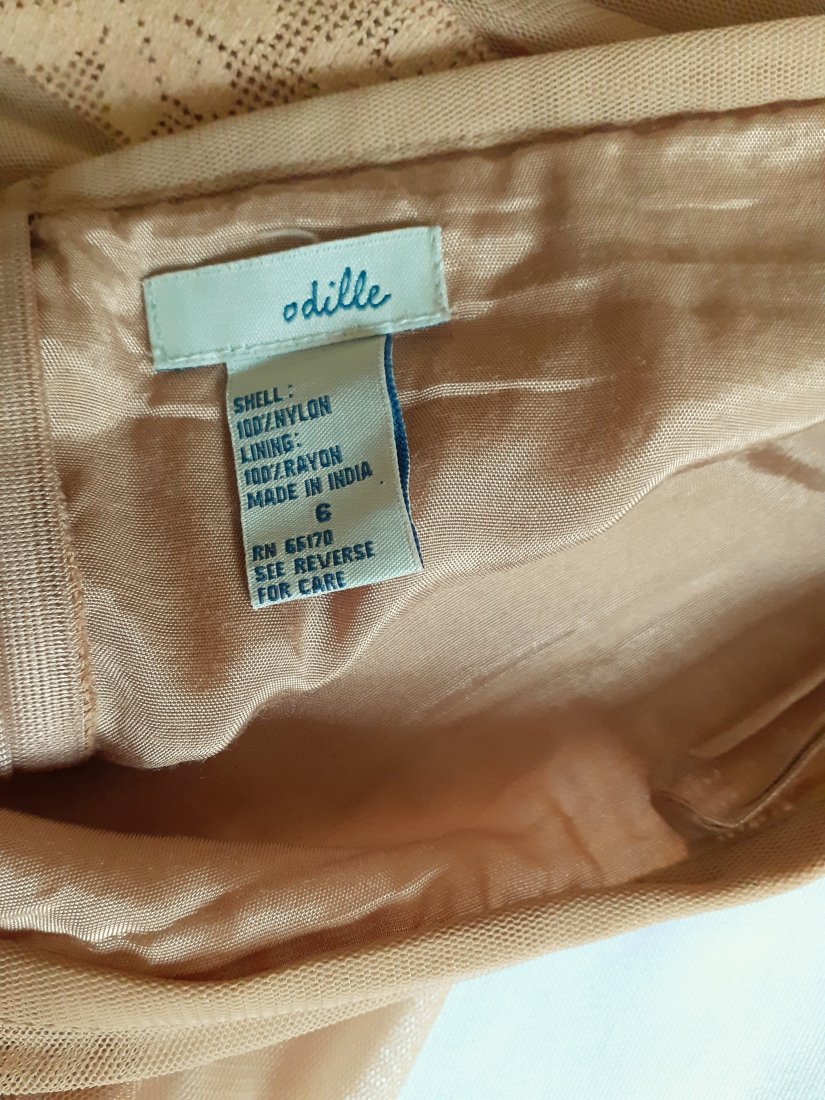 odille
SHELL:
100% NYLON
LINING:
100% RAYON
MADE IN INDIA
6
RN 66170
SEE REVERSE
FOR CARE